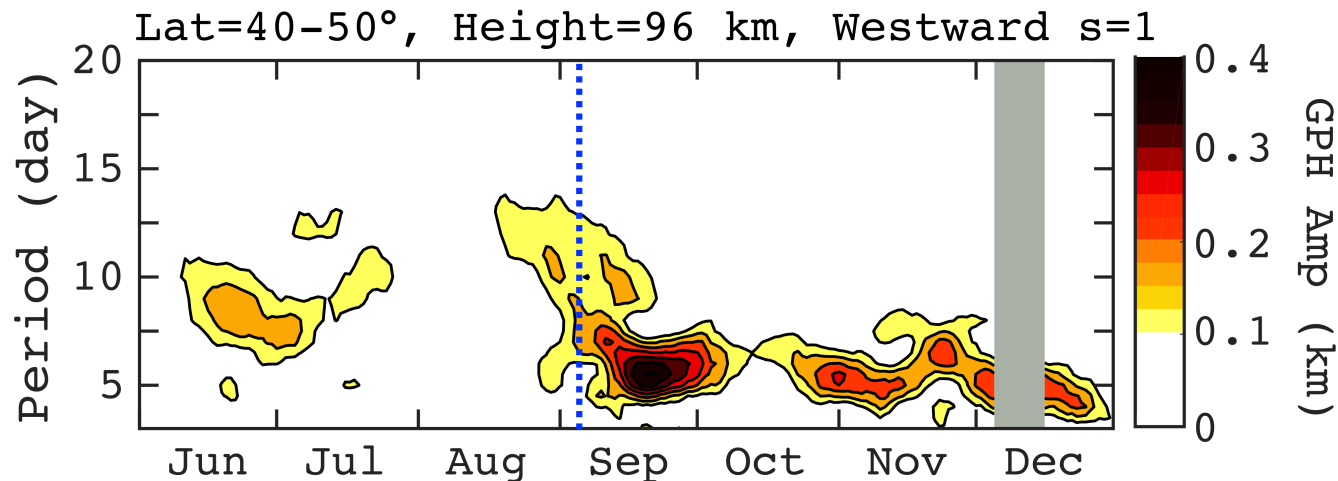 Lat=40-50°, Height=96 km, Westward s=1
Period (day)
20
15
10
5
Jun Jul Aug Sep Oct Nov Dec
0.4
0.3
0.2
0.1
0
GPH Amp (km)